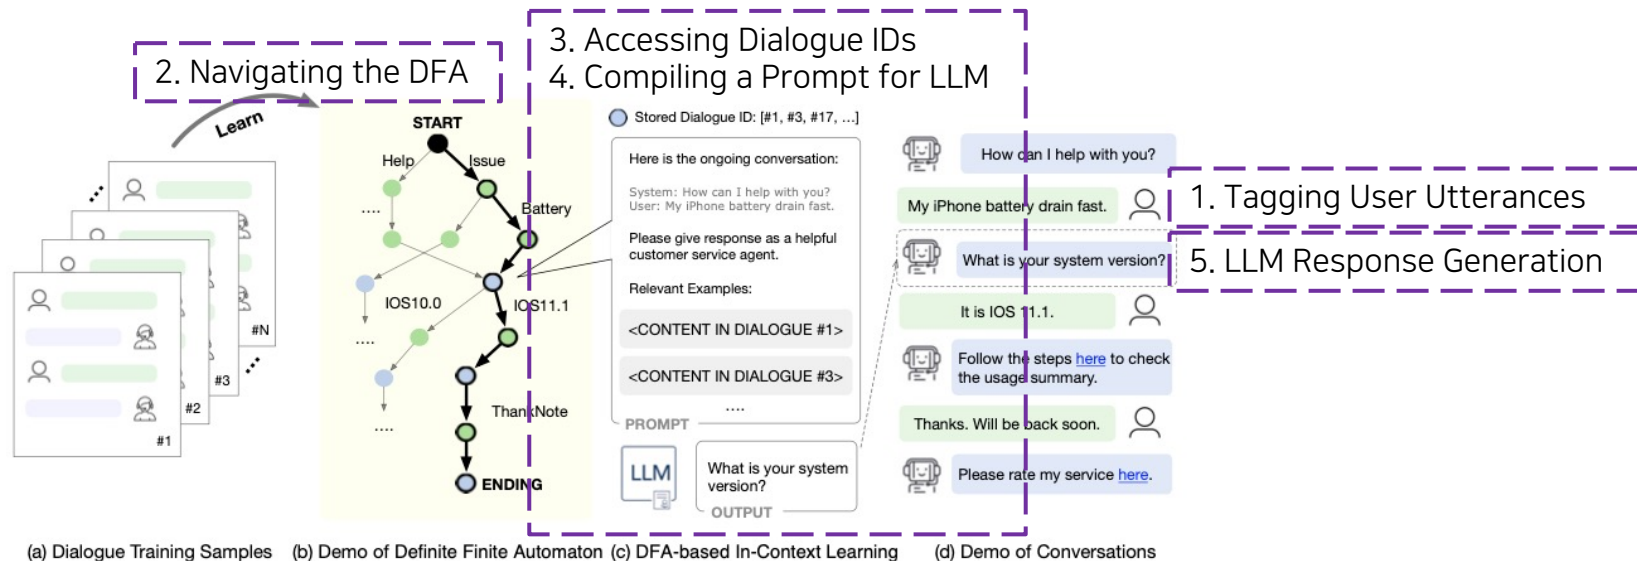 2. Navigating the DFA
3. Accessing Dialogue IDs
4. Compiling a Prompt for LLM
1. Tagging User Utterances
5. LLM Response Generation
Learn
#N
#3
#2
#1
(a) Dialogue Training Samples
START
Help
Issue
....
Battery
IOS10.0
IOS11.1
....
....
ThankNote
ENDING
(b) Demo of Definite Finite Automaton
Stored Dialogue ID: [#1, #3, #17, ...]
Here is the ongoing conversation:
System: How can I help with you?
User: My iPhone battery drain fast.
Please give response as a helpful
customer service agent.
Relevant Examples:
<CONTENT IN DIALOGUE #1>
<CONTENT IN DIALOGUE #3>
....
PROMPT
LLM
What is your system
version?
OUTPUT
(c) DFA-based In-Context Learning
How can I help with you?
My iPhone battery drain fast.
What is your system version?
It is IOS 11.1.
Follow the steps here to check
the usage summary.
Thanks. Will be back soon.
Please rate my service here.
(d) Demo of Conversations